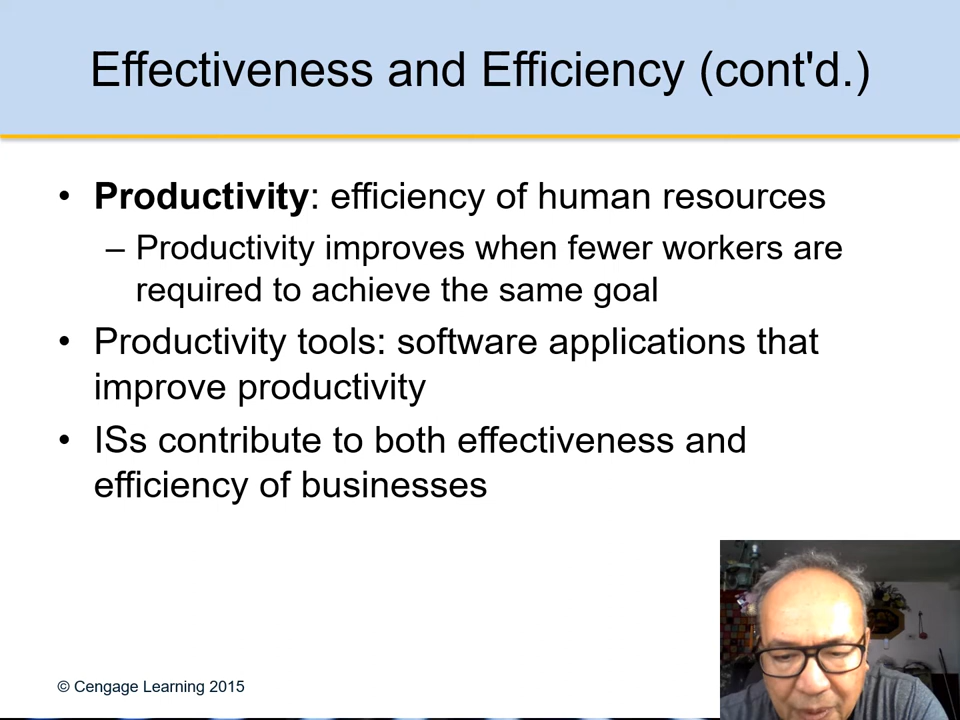 Effectiveness and Efficiency (cont'd.)
• Productivity: efficiency of human resources
– Productivity improves when fewer workers are
required to achieve the same goal
• Productivity tools: software applications that
improve productivity
• ISs contribute to both effectiveness and
efficiency of businesses
© Cengage Learning 2015